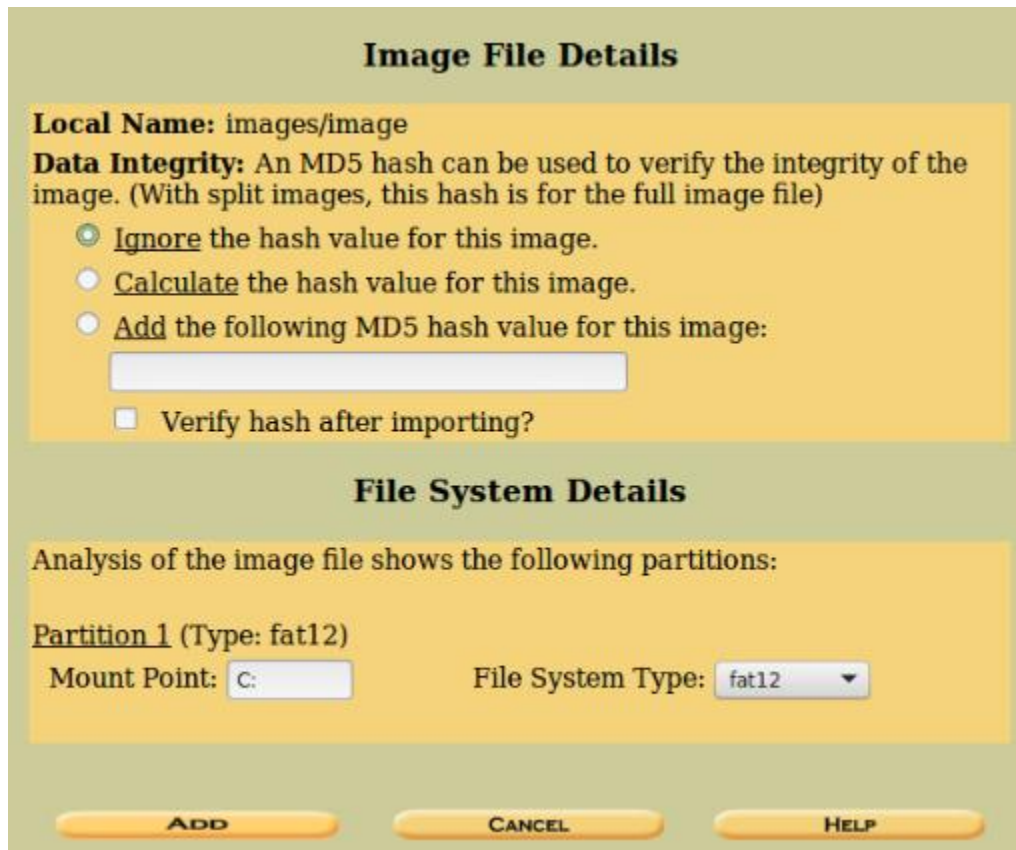 Image File Details
Local Name: images/image
Data Integrity: An MD5 hash can be used to verify the integrity of the
image. (With split images, this hash is for the full image file)
Ignore the hash value for this image.
Calculate the hash value for this image.
Add the following MD5 hash value for this image:
Verify hash after importing?
File System Details
Analysis of the image file shows the following partitions:
Partition 1 (Type: fat12)
Mount Point: C: File System Type: fat12
ADD CANCEL HELP